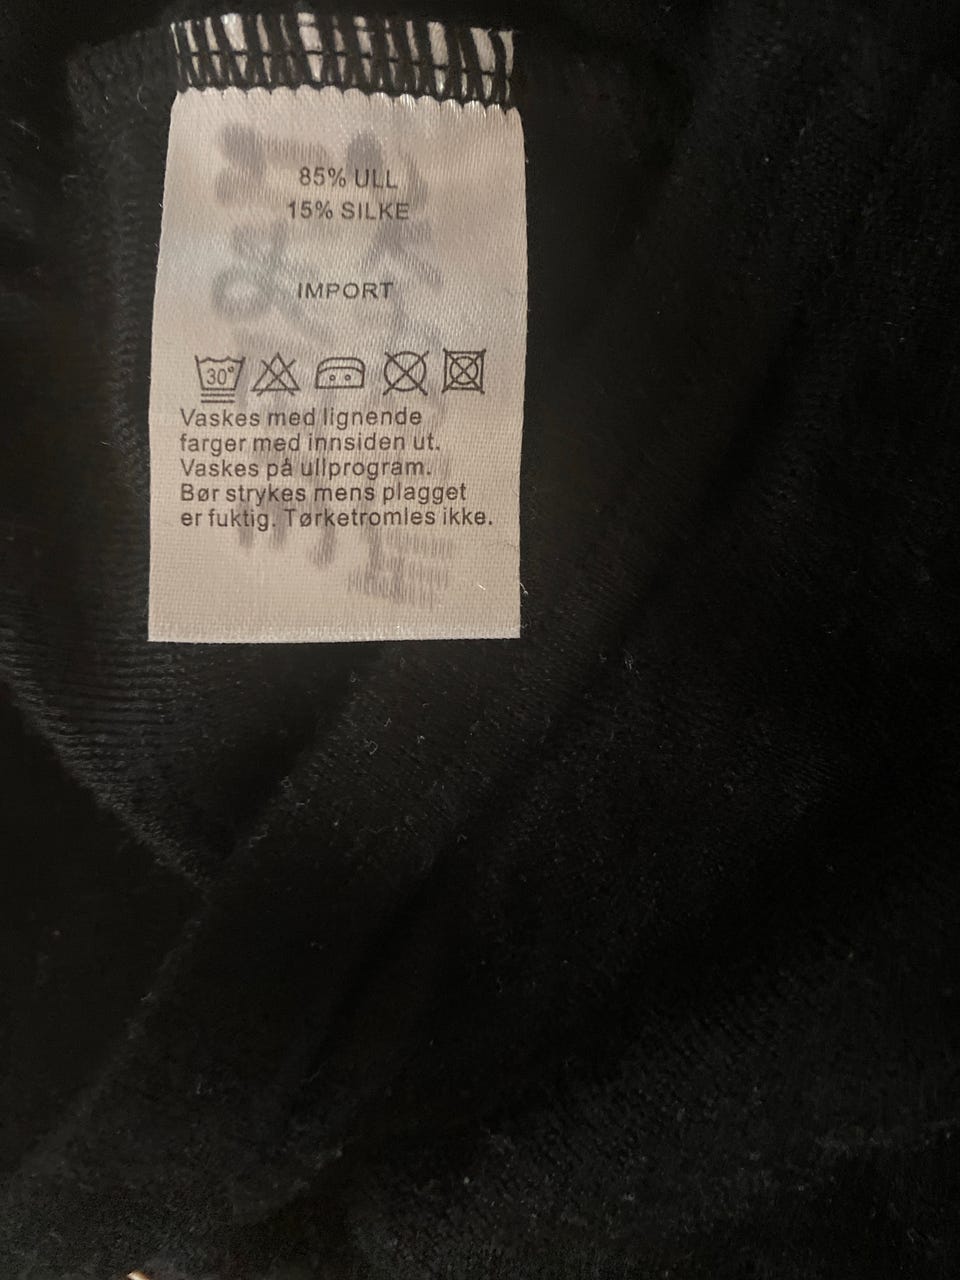 85% ULL
15% SILKE
IMPORT
30°
Vaskes med lignende
farger med innsiden ut.
Vaskes på ullprogram.
Bør strykes mens plagget
er fuktig. Tørketromles ikke.